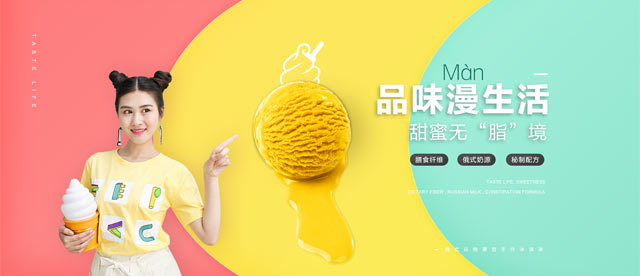 TASTE LIFE
Màn
品味漫生活
甜蜜无“脂”境
膳食纤维 俄式奶源 秘制配方
TASTE LIFE, SWEETNESS
DIETARY FIBER , RUSSIAN MILK , CONSTIPATION FORMULA